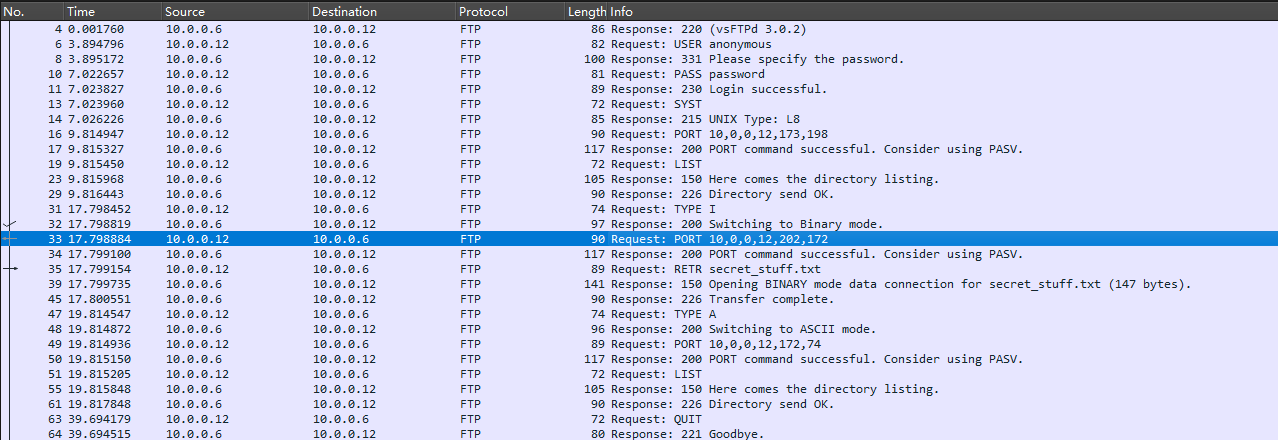 No. Time Source Destination Protocol Length Info
4 0.001760 10.0.0.6 10.0.0.12 FTP 86 Response: 220 (vsFTPd 3.0.2)
6 3.894796 10.0.0.12 10.0.0.6 FTP 82 Request: USER anonymous
8 3.895172 10.0.0.6 10.0.0.12 FTP 100 Response: 331 Please specify the password.
10 7.022657 10.0.0.12 10.0.0.6 FTP 81 Request: PASS password
11 7.023827 10.0.0.6 10.0.0.12 FTP 89 Response: 230 Login successful.
13 7.023960 10.0.0.12 10.0.0.6 FTP 72 Request: SYST
14 7.026226 10.0.0.6 10.0.0.12 FTP 85 Response: 215 UNIX Type: L8
16 9.814947 10.0.0.12 10.0.0.6 FTP 90 Request: PORT 10,0,0,12,173,198
17 9.815327 10.0.0.6 10.0.0.12 FTP 117 Response: 200 PORT command successful. Consider using PASV.
19 9.815450 10.0.0.12 10.0.0.6 FTP 72 Request: LIST
23 9.815968 10.0.0.6 10.0.0.12 FTP 105 Response: 150 Here comes the directory listing.
29 9.816443 10.0.0.6 10.0.0.12 FTP 90 Response: 226 Directory send OK.
31 17.798452 10.0.0.12 10.0.0.6 FTP 74 Request: TYPE I
32 17.798819 10.0.0.6 10.0.0.12 FTP 97 Response: 200 Switching to Binary mode.
33 17.798884 10.0.0.12 10.0.0.6 FTP 90 Request: PORT 10,0,0,12,202,172
34 17.799100 10.0.0.6 10.0.0.12 FTP 117 Response: 200 PORT command successful. Consider using PASV.
35 17.799154 10.0.0.12 10.0.0.6 FTP 89 Request: RETR secret_stuff.txt
39 17.799735 10.0.0.6 10.0.0.12 FTP 141 Response: 150 Opening BINARY mode data connection for secret_stuff.txt (147 bytes).
45 17.800551 10.0.0.6 10.0.0.12 FTP 90 Response: 226 Transfer complete.
47 19.814547 10.0.0.12 10.0.0.6 FTP 74 Request: TYPE A
48 19.814872 10.0.0.6 10.0.0.12 FTP 96 Response: 200 Switching to ASCII mode.
49 19.814936 10.0.0.12 10.0.0.6 FTP 89 Request: PORT 10,0,0,12,172,74
50 19.815150 10.0.0.6 10.0.0.12 FTP 117 Response: 200 PORT command successful. Consider using PASV.
51 19.815205 10.0.0.12 10.0.0.6 FTP 72 Request: LIST
55 19.815848 10.0.0.6 10.0.0.12 FTP 105 Response: 150 Here comes the directory listing.
61 19.817848 10.0.0.6 10.0.0.12 FTP 90 Response: 226 Directory send OK.
63 39.694179 10.0.0.12 10.0.0.6 FTP 72 Request: QUIT
64 39.694515 10.0.0.6 10.0.0.12 FTP 80 Response: 221 Goodbye.